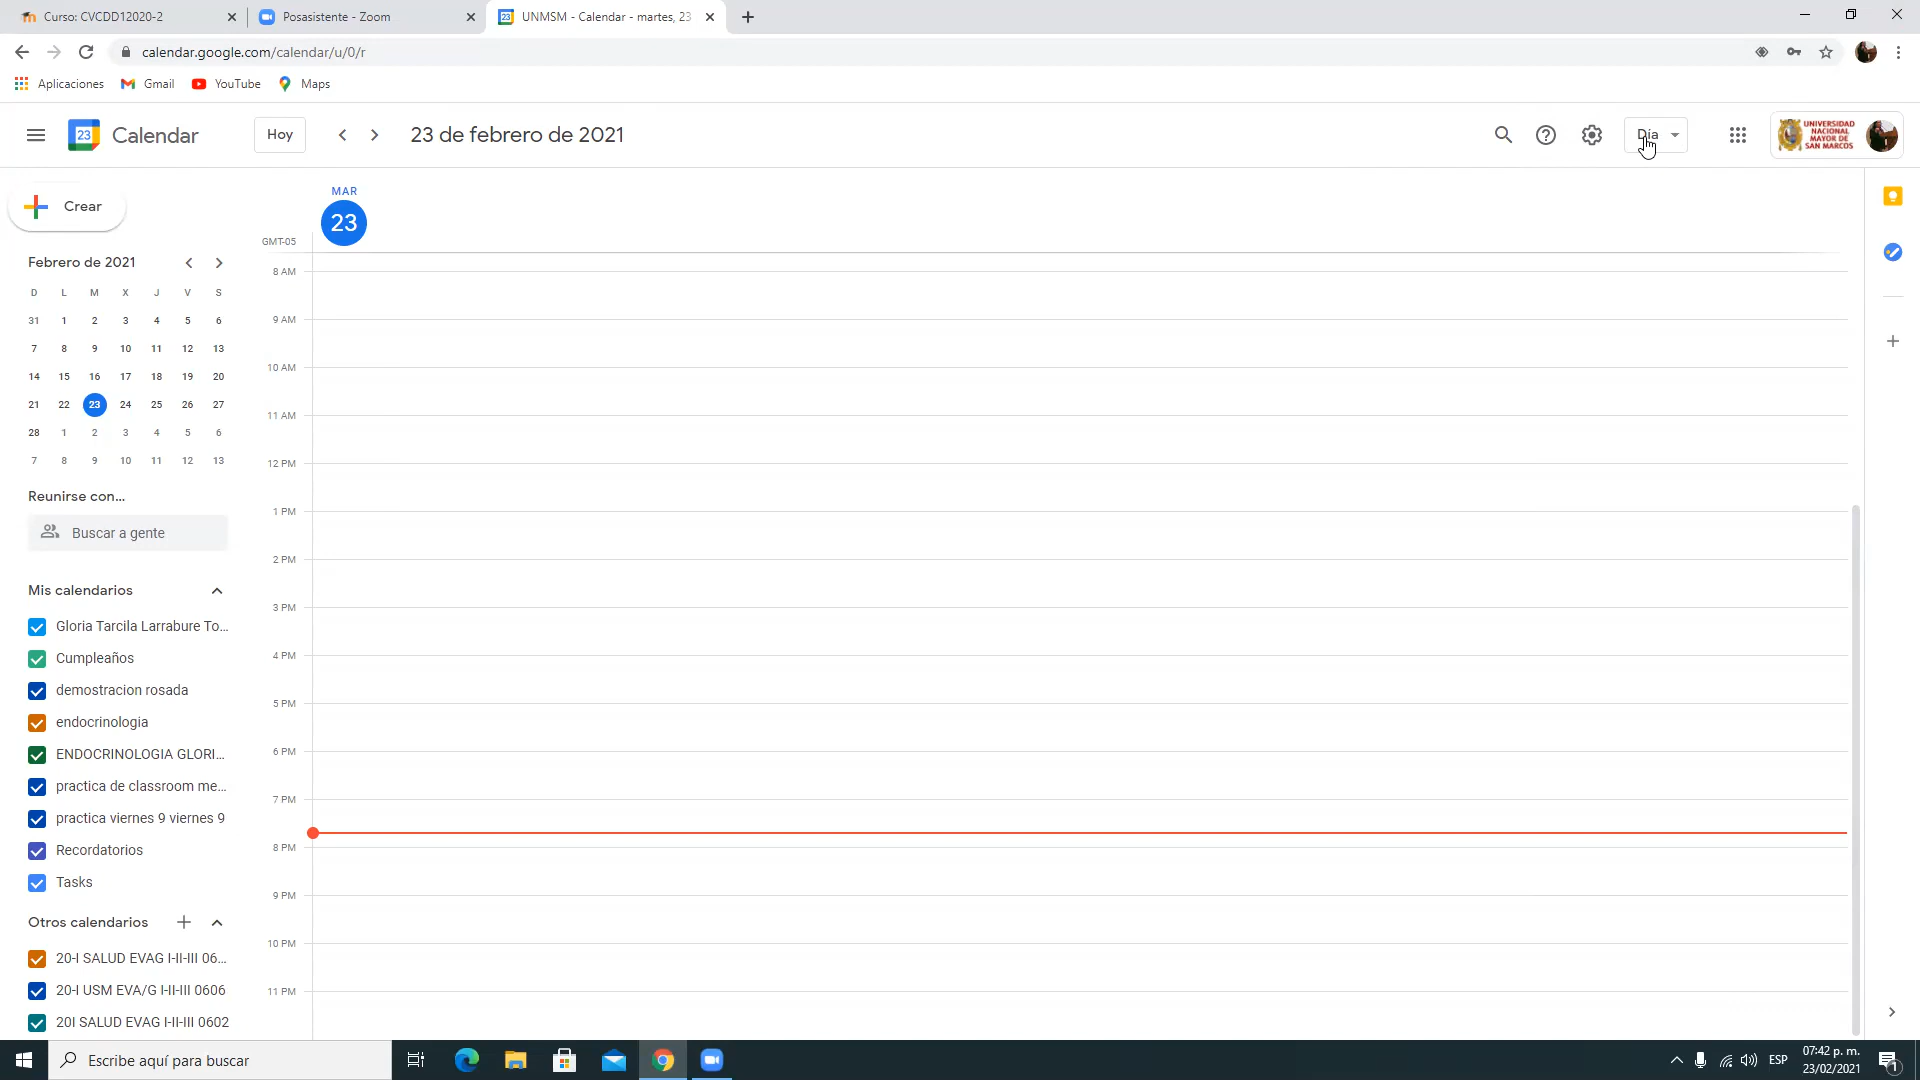 Curso: CVCDD12020-2
Posasistente - Zoom
UNMSM - Calendar - martes, 23
calendar.google.com/calendar/u/0/r
Aplicaciones
Gmail
YouTube
Maps
23
Calendar
Hoy
23 de febrero de 2021
Día
UNIVERSIDAD
NACIONAL
MAYOR DE
SAN MARCOS
Crear
MAR
23
GMT-05
Febrero de 2021
D L M X J V S
31 1 2 3 4 5 6
7 8 9 10 11 12 13
14 15 16 17 18 19 20
21 22 23 24 25 26 27
28 1 2 3 4 5 6
7 8 9 10 11 12 13
Reunirse con...
Buscar a gente
Mis calendarios
Gloria Tarcila Larrabure To...
Cumpleaños
demostracion rosada
endocrinologia
ENDOCRINOLOGIA GLORI...
practica de classroom me...
practica viernes 9 viernes 9
Recordatorios
Tasks
Otros calendarios
20-I SALUD EVAG I-II-III 06...
20-I USM EVA/G I-II-III 0606
20I SALUD EVAG I-II-III 0602
8 AM
9 AM
10 AM
11 AM
12 PM
1 PM
2 PM
3 PM
4 PM
5 PM
6 PM
7 PM
8 PM
9 PM
10 PM
11 PM
Escribe aquí para buscar
ESP
07:42 p. m.
23/02/2021
1